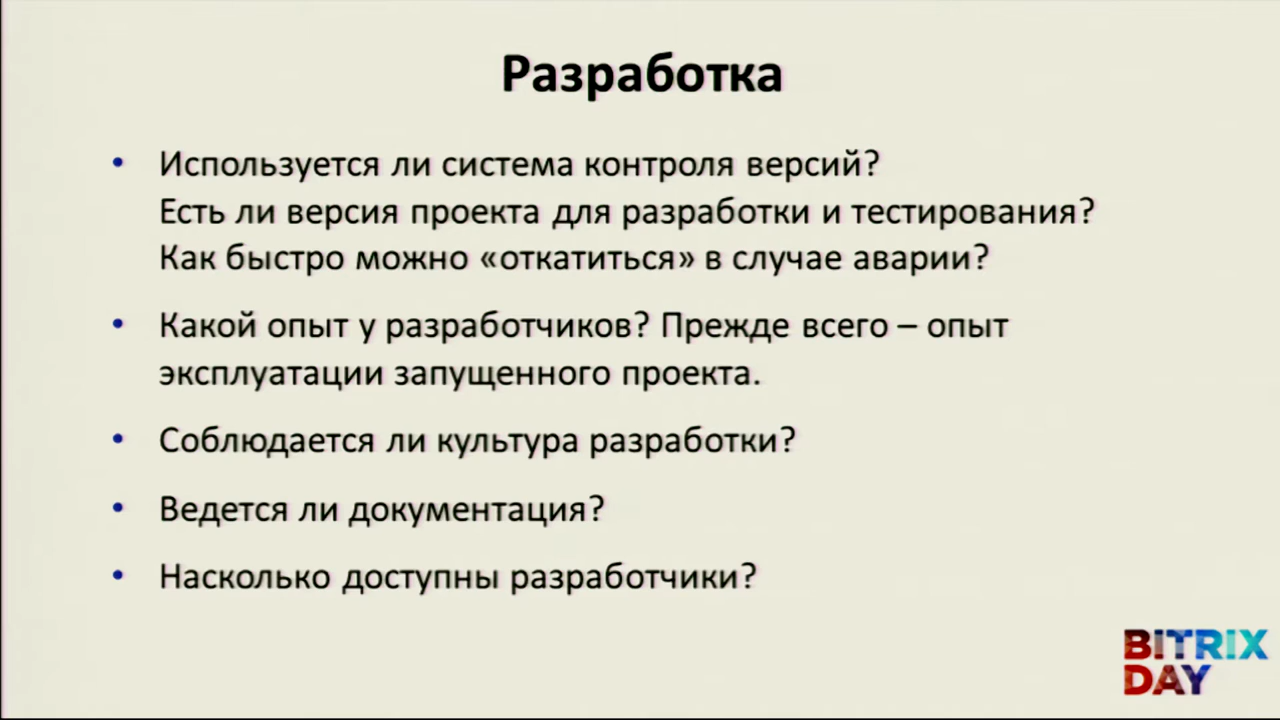 Разработка
• Используется ли система контроля версий?
Есть ли версия проекта для разработки и тестирования?
Как быстро можно «откатиться» в случае аварии?
• Какой опыт у разработчиков? Прежде всего – опыт
эксплуатации запущенного проекта.
• Соблюдается ли культура разработки?
• Ведется ли документация?
• Насколько доступны разработчики?
BITRIX
DAY